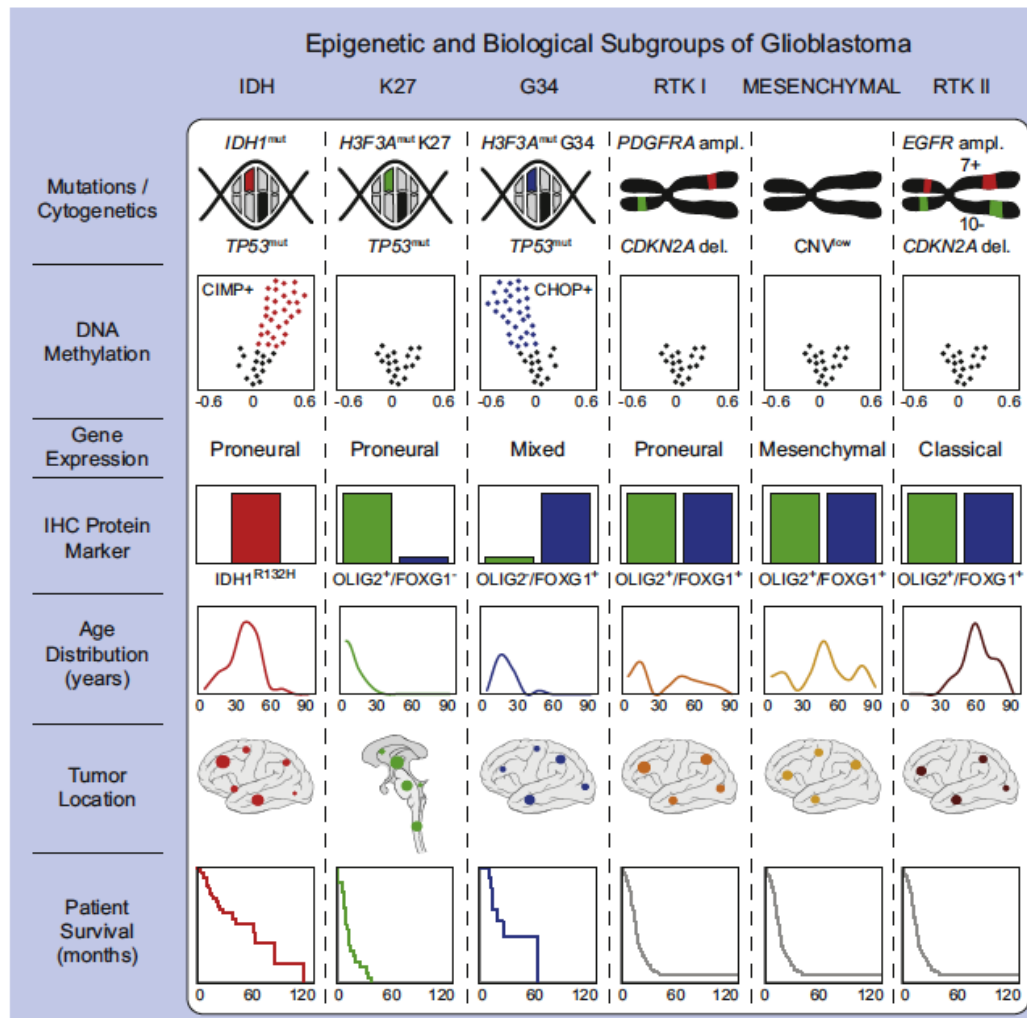 Epigenetic and Biological Subgroups of Glioblastoma
IDH K27 G34 RTK I MESENCHYMAL RTK II
Mutations /
Cytogenetics
IDH1mut H3F3Amut K27 H3F3Amut G34 PDGFRA ampl. EGFR ampl.
7+
10-
TP53mut TP53mut TP53mut CDKN2A del. CNVlow CDKN2A del.
DNA
Methylation
CIMP+ CHOP+
-0.6 0 0.6 -0.6 0 0.6 -0.6 0 0.6 -0.6 0 0.6 -0.6 0 0.6 -0.6 0 0.6
Gene
Expression
Proneural Proneural Mixed Proneural Mesenchymal Classical
IHC Protein
Marker
IDH1R132H OLIG2+/FOXG1- OLIG2-/FOXG1+ OLIG2+/FOXG1+ OLIG2+/FOXG1+ OLIG2+/FOXG1+
Age
Distribution
(years)
0 30 60 90 0 30 60 90 0 30 60 90 0 30 60 90 0 30 60 90 0 30 60 90
Tumor
Location
Patient
Survival
(months)
0 60 120 0 60 120 0 60 120 0 60 120 0 60 120 0 60 120